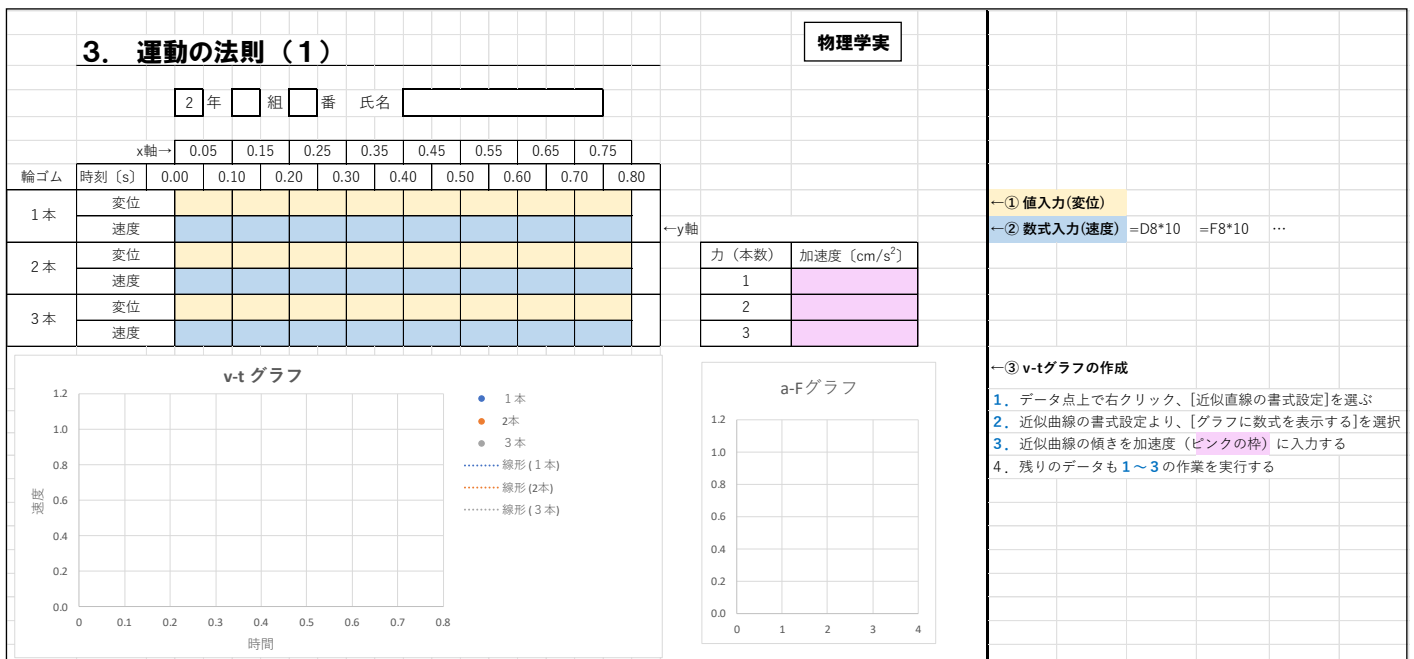 3. 運動の法則（１） 物理学実
2 年 組 番 氏名
x軸→ 0.05 0.15 0.25 0.35 0.45 0.55 0.65 0.75
輪ゴム 時刻〔s〕 0.00 0.10 0.20 0.30 0.40 0.50 0.60 0.70 0.80
1本 変位 ←① 値入力(変位)
速度 ←y軸 ←② 数式入力(速度) =D8*10 =F8*10 …
2本 変位 力（本数） 加速度〔cm/s²〕
速度 1
3本 変位 2
速度 3
v-t グラフ
1.2
1.0
0.8
0.6
0.4
0.2
0.0
0 0.1 0.2 0.3 0.4 0.5 0.6 0.7 0.8
速度
時間
１本
2本
３本
線形 (１本)
線形 (2本)
線形 (３本)
a-Fグラフ
1.2
1.0
0.8
0.6
0.4
0.2
0.0
0 1 2 3 4
←③ v-tグラフの作成
1．データ点上で右クリック、[近似直線の書式設定]を選ぶ
2．近似曲線の書式設定より、[グラフに数式を表示する]を選択
3．近似曲線の傾きを加速度（ピンクの枠）に入力する
4．残りのデータも１～３の作業を実行する